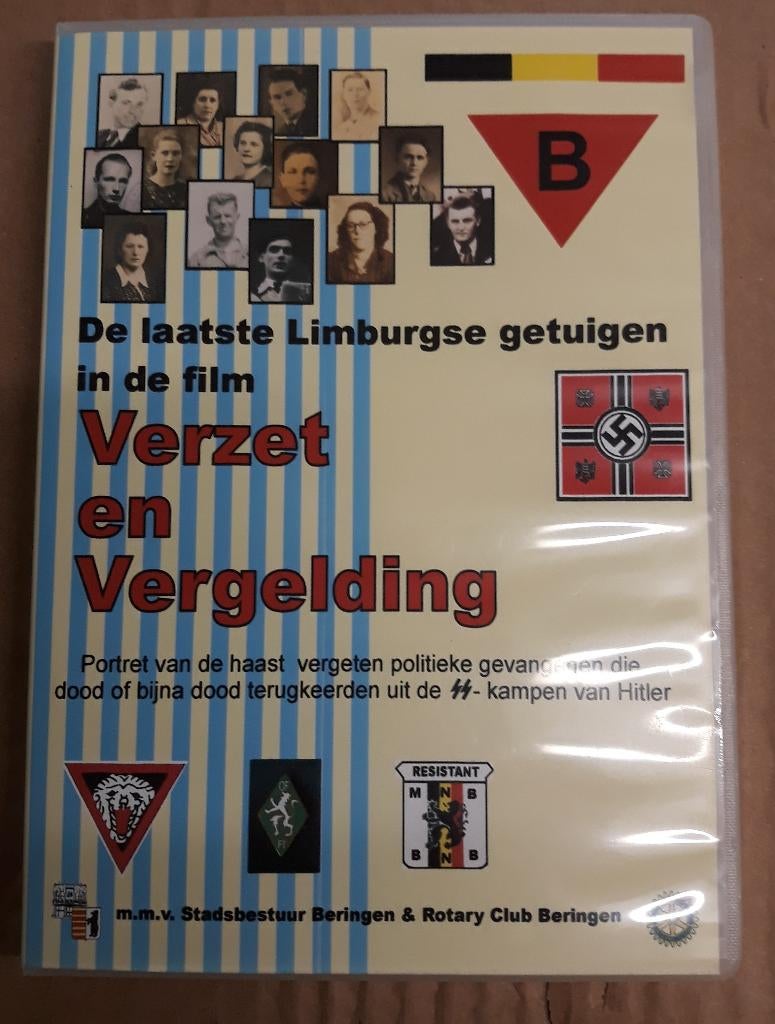 B
De laatste Limburgse getuigen
in de film
Verzet
en
Vergelding
Portret van de haast vergeten politieke gevangenen die
dood of bijna dood terugkeerden uit de SS- kampen van Hitler
RESISTANT
M N B
N
B N B
m.m.v. Stadsbestuur Beringen & Rotary Club Beringen